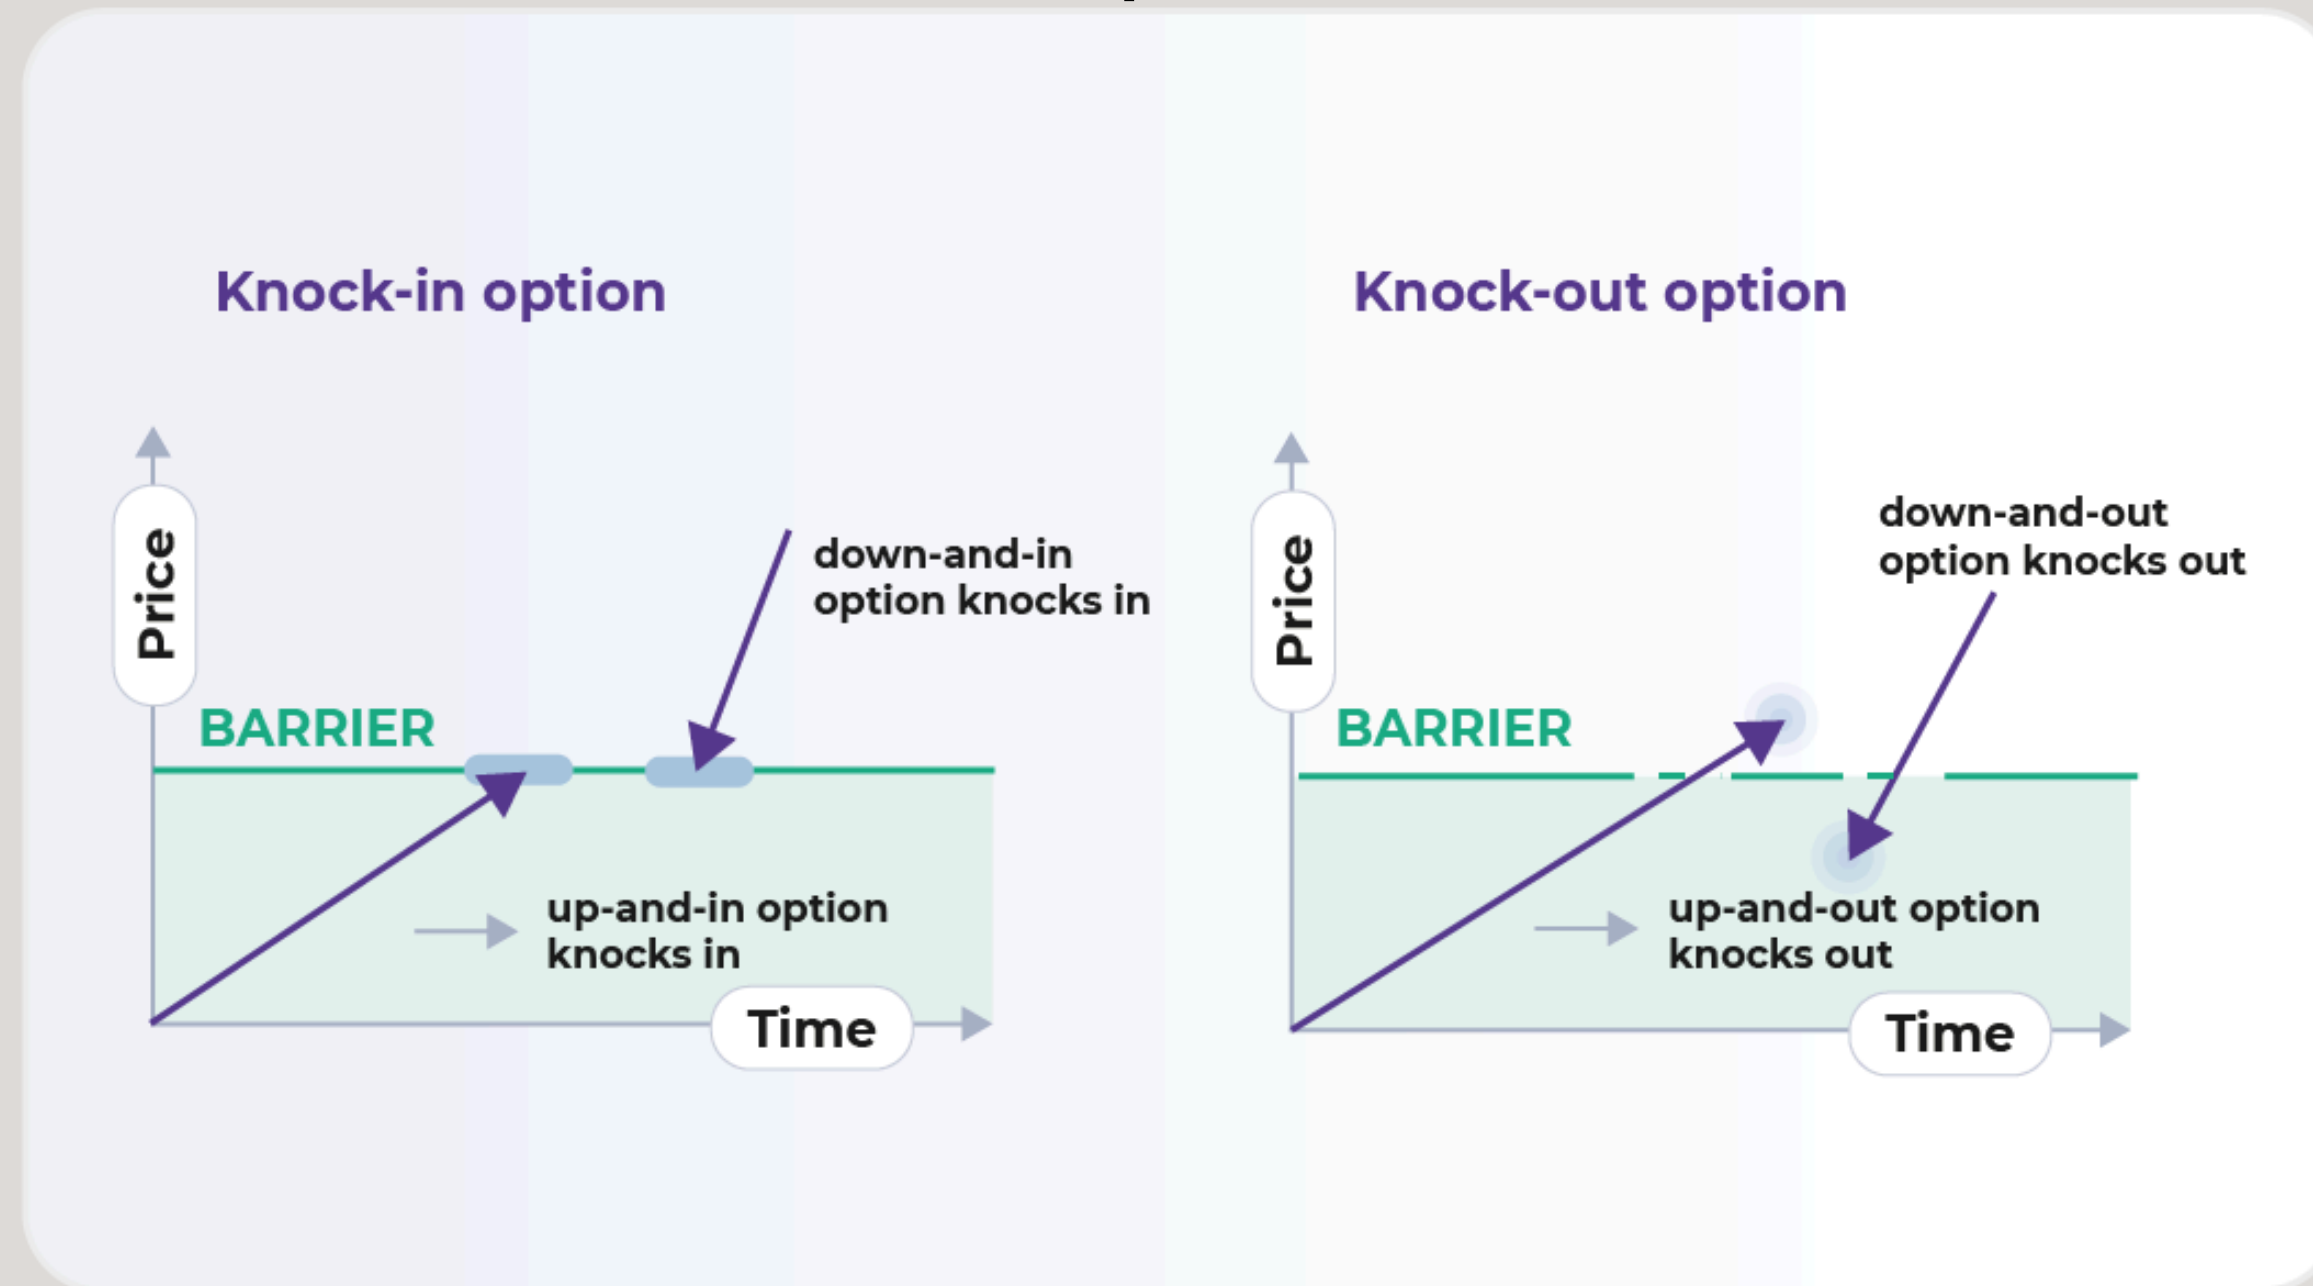 Knock-in option
Price
BARRIER
down-and-in
option knocks in
up-and-in option
knocks in
Time
Knock-out option
Price
BARRIER
down-and-out
option knocks out
up-and-out option
knocks out
Time